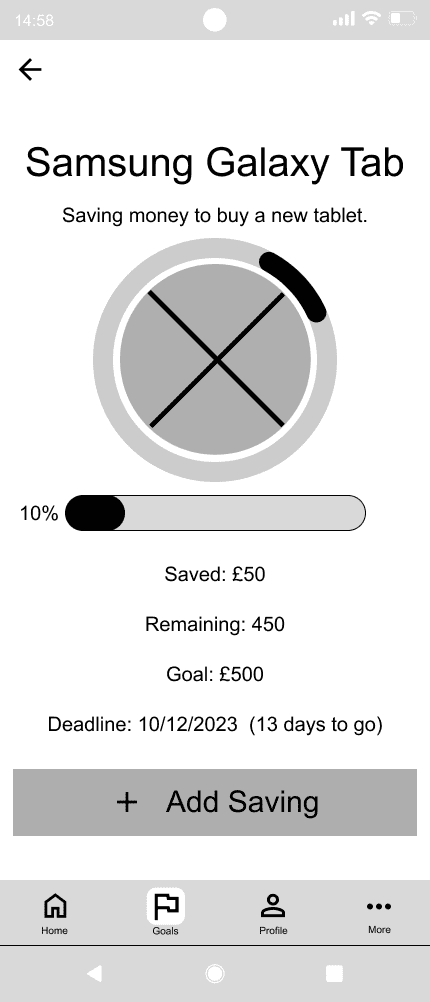 14:58
Samsung Galaxy Tab
Saving money to buy a new tablet.
10%
Saved: £50
Remaining: 450
Goal: £500
Deadline: 10/12/2023 (13 days to go)
+ Add Saving
Home Goals Profile More